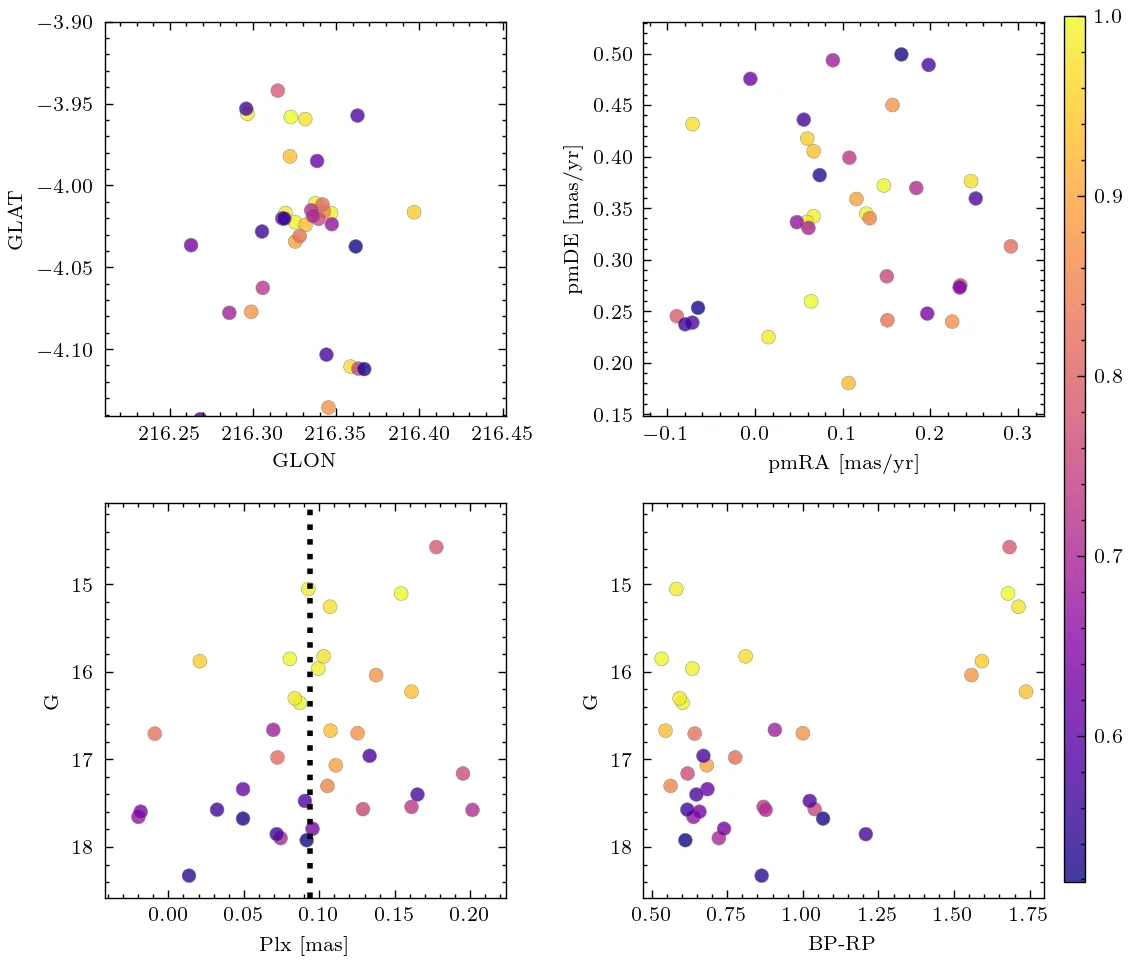 −3.90
−3.95
−4.00
−4.05
−4.10
GLAT
216.25 216.30 216.35 216.40 216.45
GLON
0.50
0.45
0.40
0.35
0.30
0.25
0.20
0.15
pmDE [mas/yr]
−0.1 0.0 0.1 0.2 0.3
pmRA [mas/yr]
1.0
0.9
0.8
0.7
0.6
15
16
17
18
G
0.00 0.05 0.10 0.15 0.20
Plx [mas]
15
16
17
18
G
0.50 0.75 1.00 1.25 1.50 1.75
BP-RP